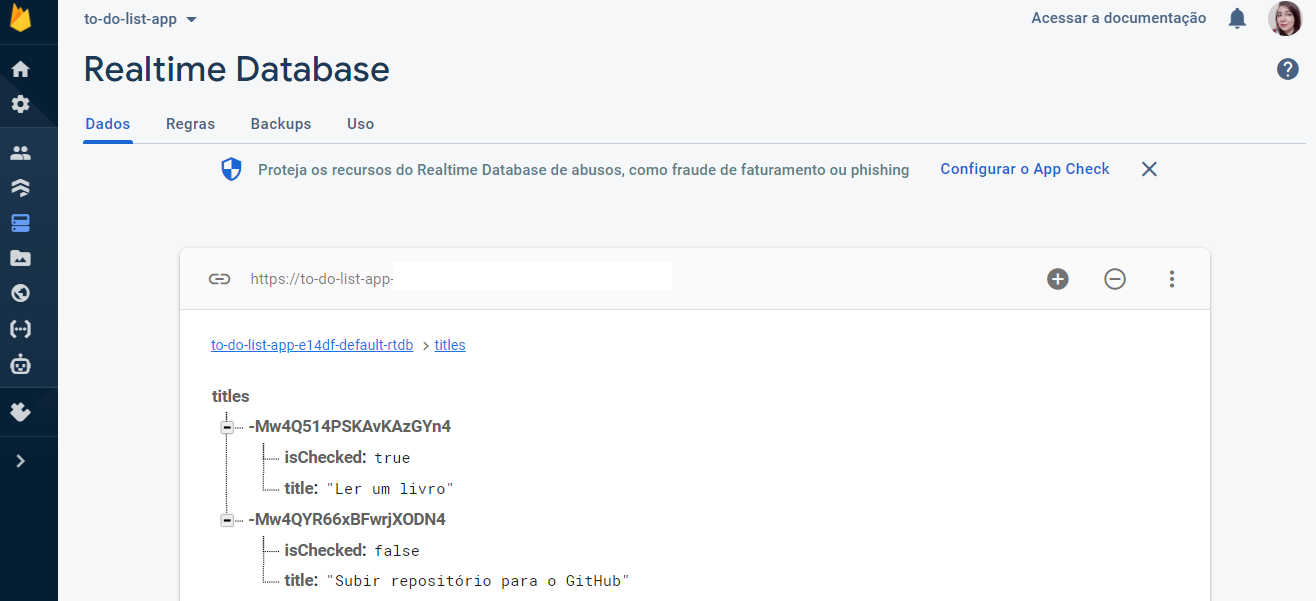 to-do-list-app
Acessar a documentação
Realtime Database
?
Dados Regras Backups Uso
Proteja os recursos do Realtime Database de abusos, como fraude de faturamento ou phishing Configurar o App Check
https://to-do-list-app-
to-do-list-app-e14df-default-rtdb > titles
titles
-Mw4Q514PSKAvKAzGYn4
isChecked: true
title: "Ler um livro"
-Mw4QYR66xBFwrjXODN4
isChecked: false
title: "Subir repositório para o GitHub"